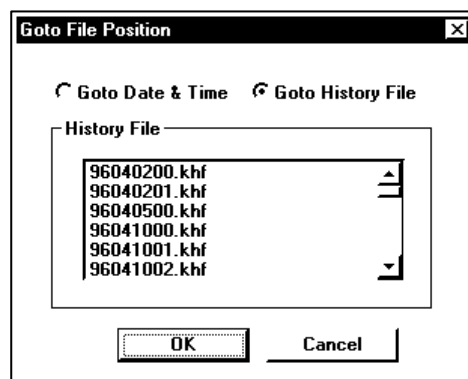 Goto File Position
Goto Date & Time Goto History File
History File
96040200.khf
96040201.khf
96040500.khf
96041000.khf
96041001.khf
96041002.khf
OK Cancel